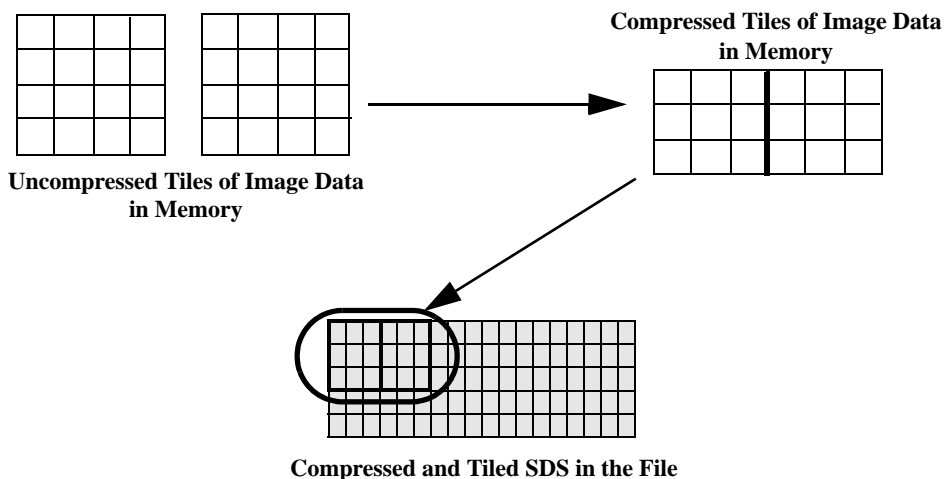 Compressed Tiles of Image Data
in Memory
Uncompressed Tiles of Image Data
in Memory
Compressed and Tiled SDS in the File